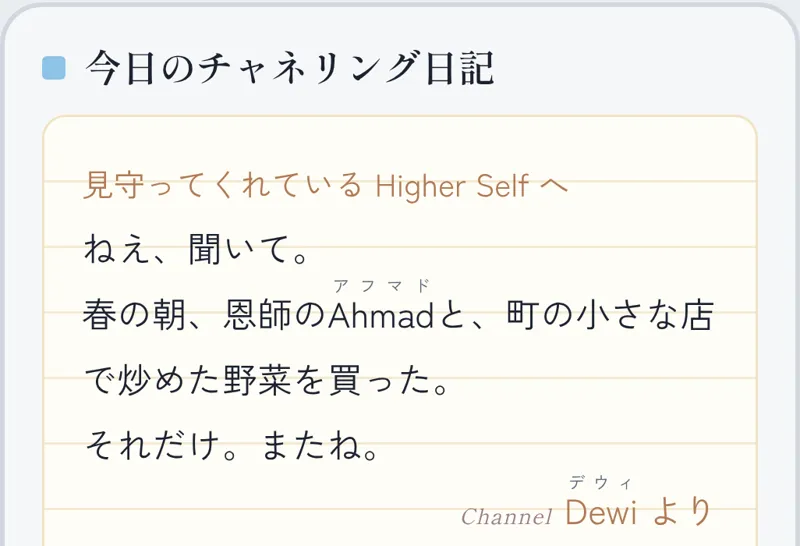 今日のチャネリング日記
見守ってくれている Higher Self へ
ねえ、聞いて。
アフマド
春の朝、恩師のAhmadと、町の小さな店
で炒めた野菜を買った。
それだけ。またね。
デウィ
Channel Dewi より